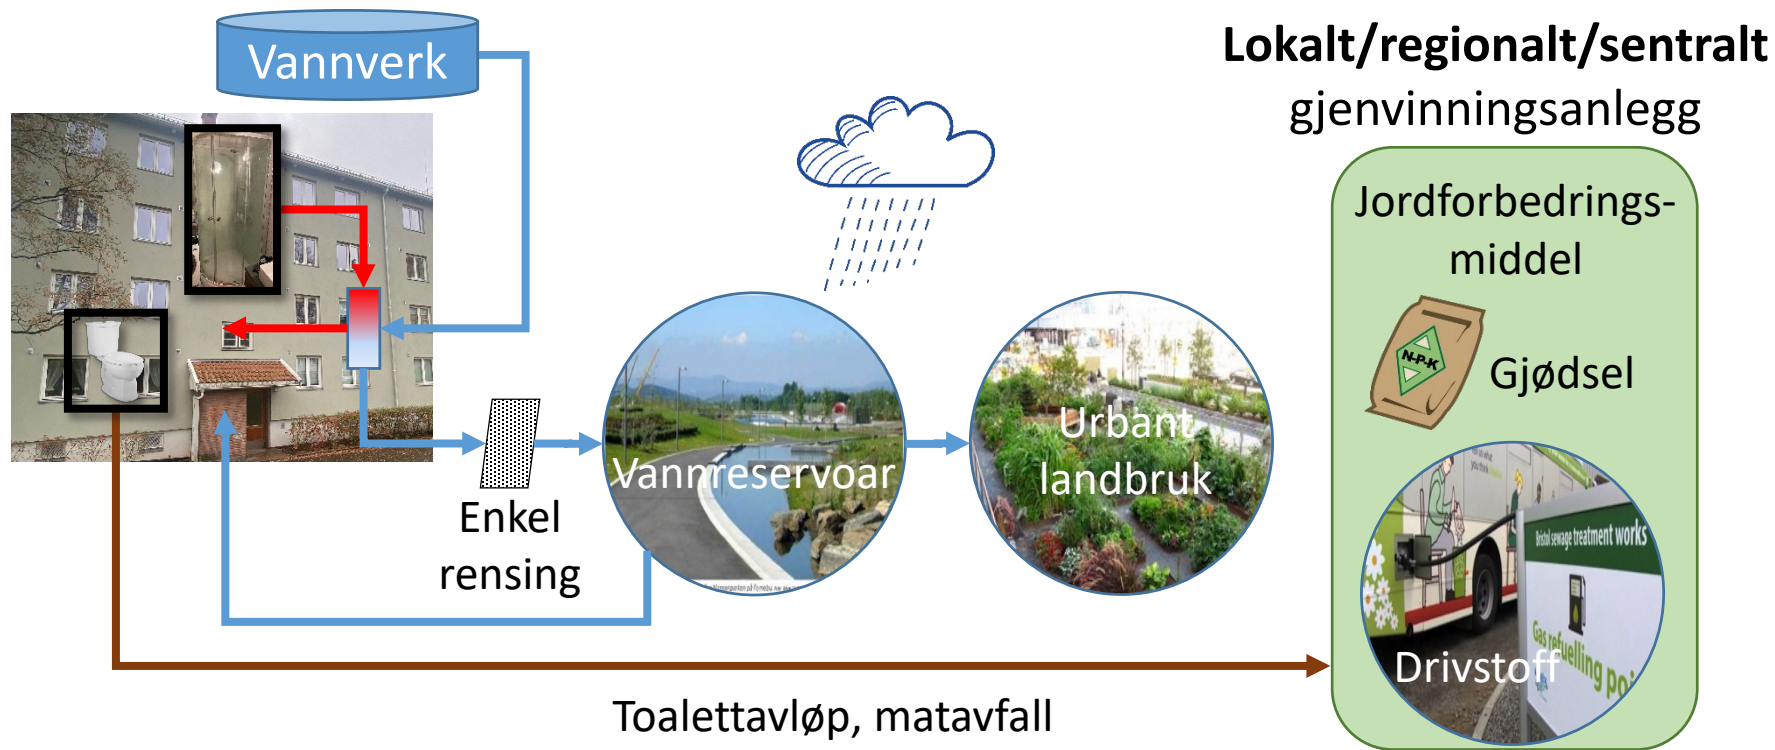 Vannverk
Lokalt/regionalt/sentralt
gjenvinningsanlegg
Jordforbedrings-
middel
N-P-K
Gjødsel
Urbant
landbruk
Vannreservoar
Enkel
rensing
Bristol sewage treatment works
Gas refuelling poi
Drivstoff
Toalettavløp, matavfall